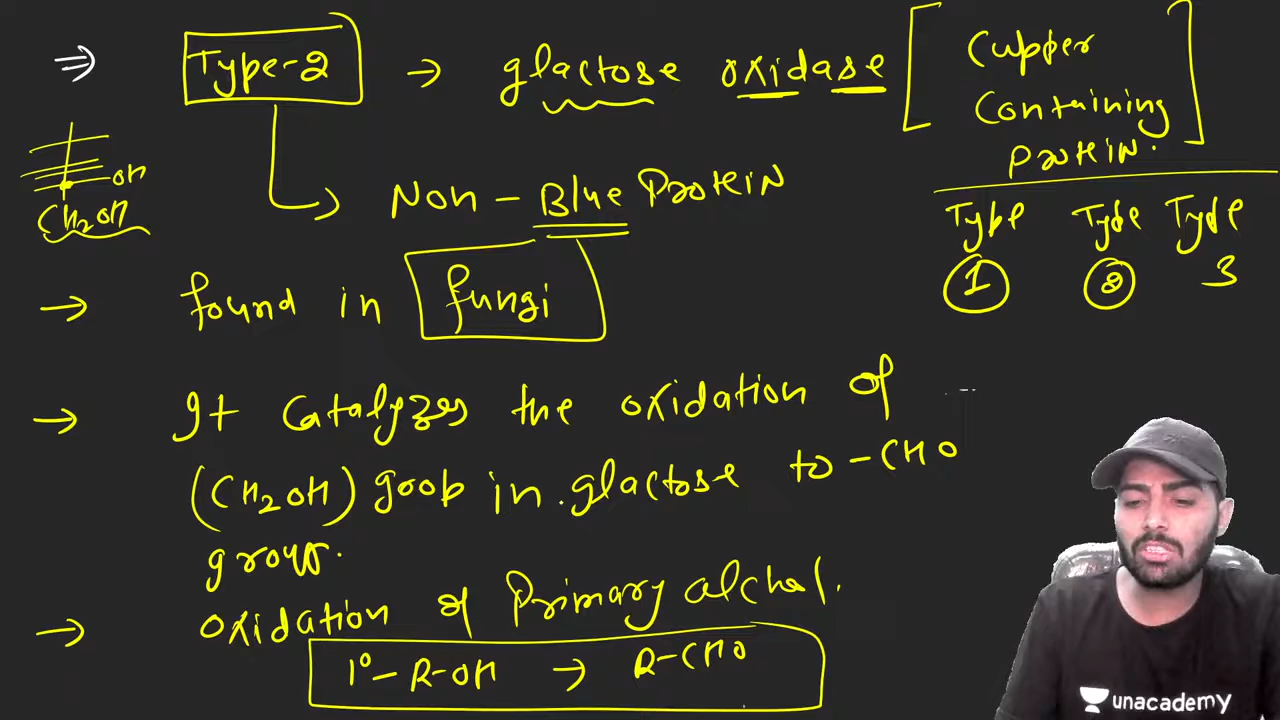 ⇒ Type-2 → glactose oxidase [Cupper
Containing
Protein.]
Type Type Type
1 2 3
OH
CH2OH
Non-Blue Protein
→ found in fungi
→ It Catalyzes the oxidation of
(CH2OH) goop in. glactose to -CHO
group.
→ oxidation of Primary alchol.
1°- R-OH → R-CHO
unacademy